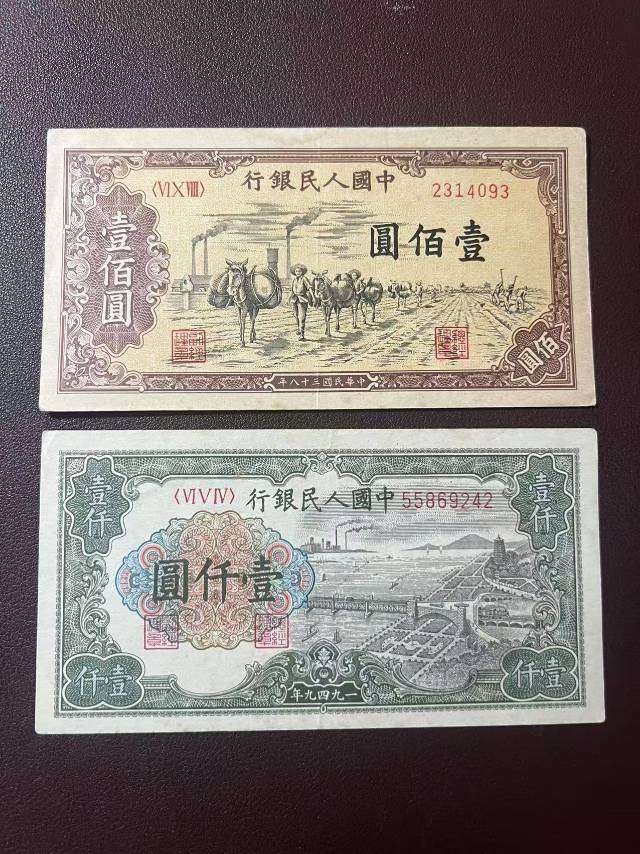 中國人民銀行
〈VIXVIII〉
2314093
壹佰圓
壹佰圓
佰圓
中華民國三十八年
中國人民銀行
〈VIVIV〉
55869242
壹仟
壹仟
壹仟圓
壹仟
壹仟
一九四九年